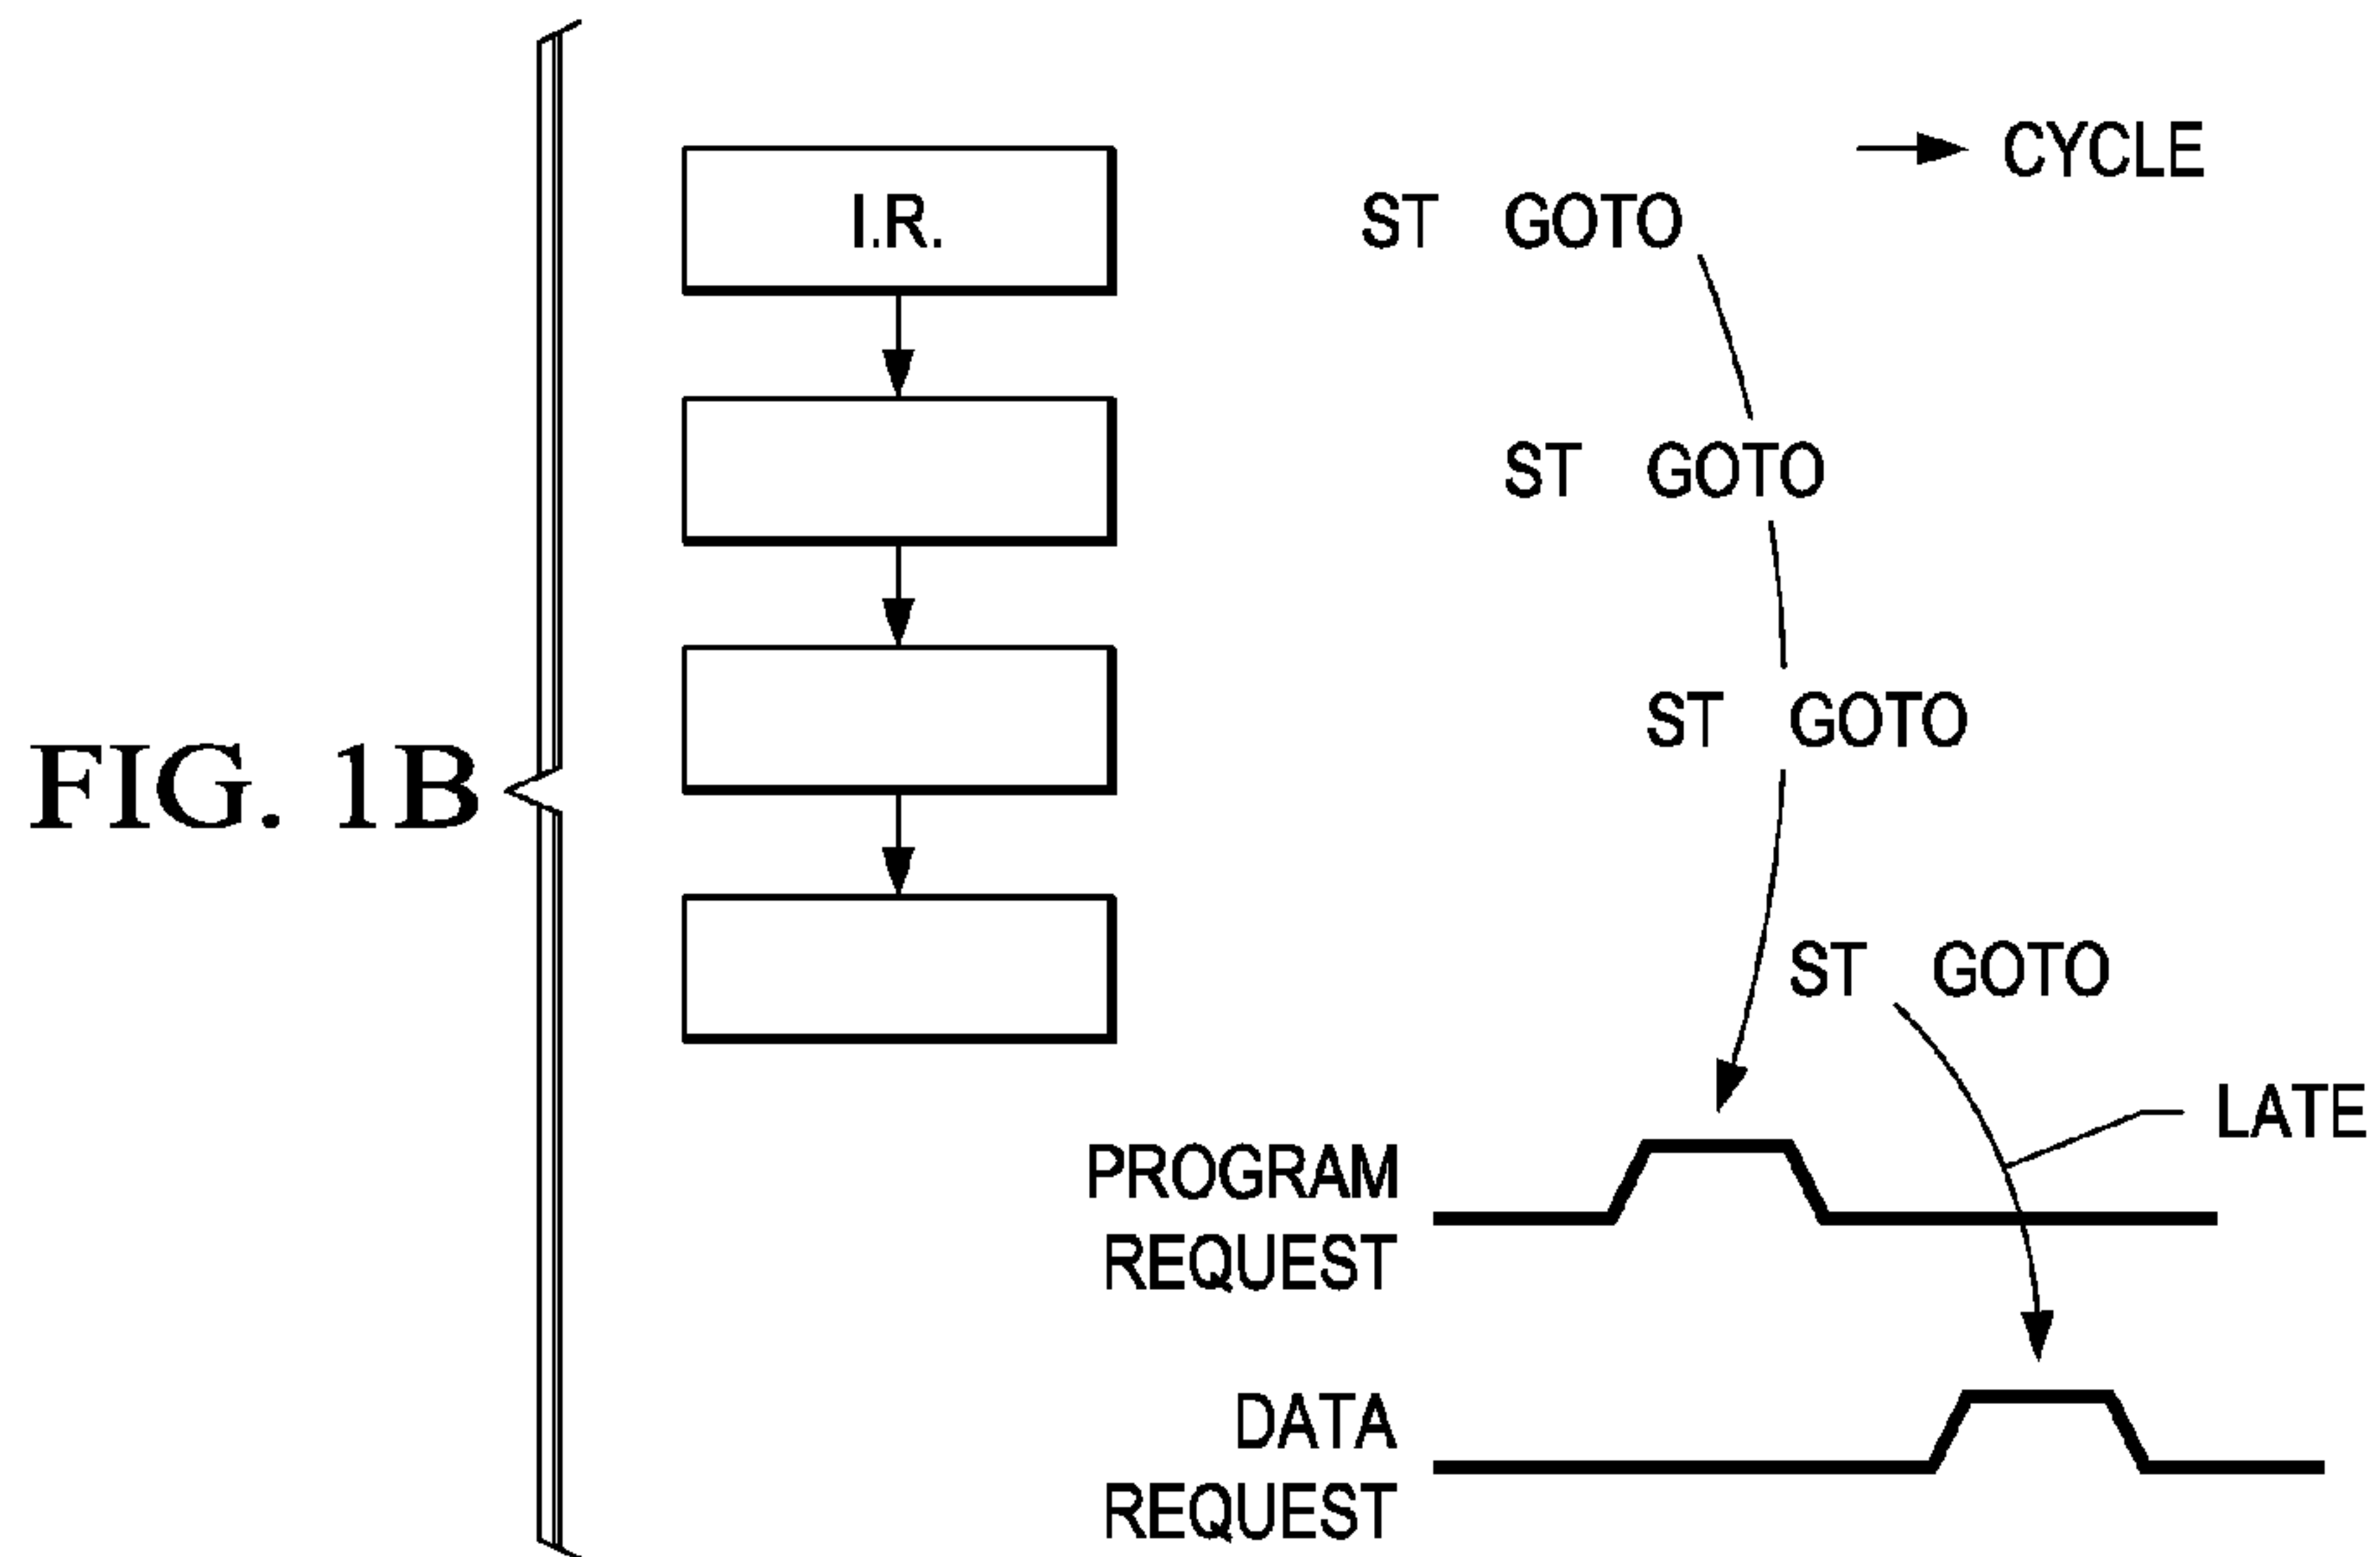 CYCLE
I.R.
ST GOTO
ST GOTO
ST GOTO
FIG. 1B
ST GOTO
LATE
PROGRAM
REQUEST
DATA
REQUEST